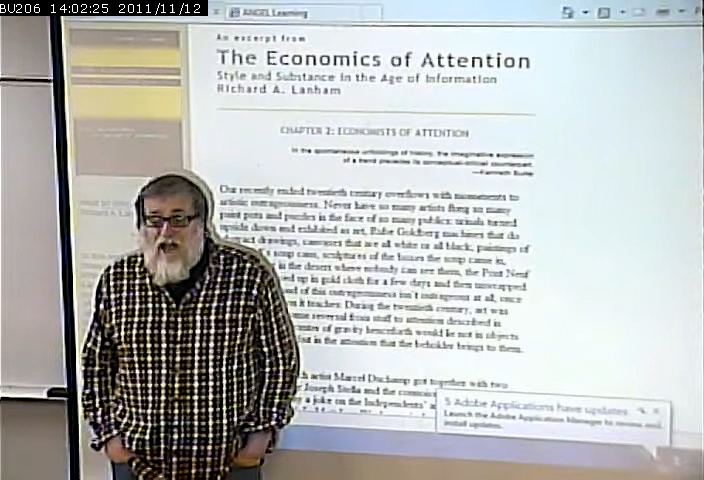 BU206 14:02:25 2011/11/12
ANGEL Learning
An excerpt from
The Economics of Attention
Style and Substance in the Age of Information
Richard A. Lanham
CHAPTER 2: ECONOMISTS OF ATTENTION
In the spontaneous unfoldings of history, the imaginative expression
of a trend precedes its conceptual-critical counterpart.
—Kenneth Burke
Our recently ended twentieth century overflows with monuments to
artistic outrageousness. Never have so many artists flung so many
paint pots and puzzles in the face of so many publics: urinals turned
upside down and exhibited as art, Rube Goldberg machines that do
drawings, canvases that are all white or all black, paintings of
soup cans, sculptures of the boxes the soup came in,
in the desert where nobody can see them, the Pont Neuf
ed up in gold cloth for a few days and then unwrapped
of this outrageousness isn't outrageous at all, once
it teaches: During the twentieth century, art was
reversal from stuff to attention described in
center of gravity henceforth would lie not in objects
but in the attention that the beholder brings to them.
artist Marcel Duchamp got together with two
Joseph Stella and the
a joke on the Independents'
5 Adobe Applications have updates
Launch the Adobe Application Manager to review and
install updates.